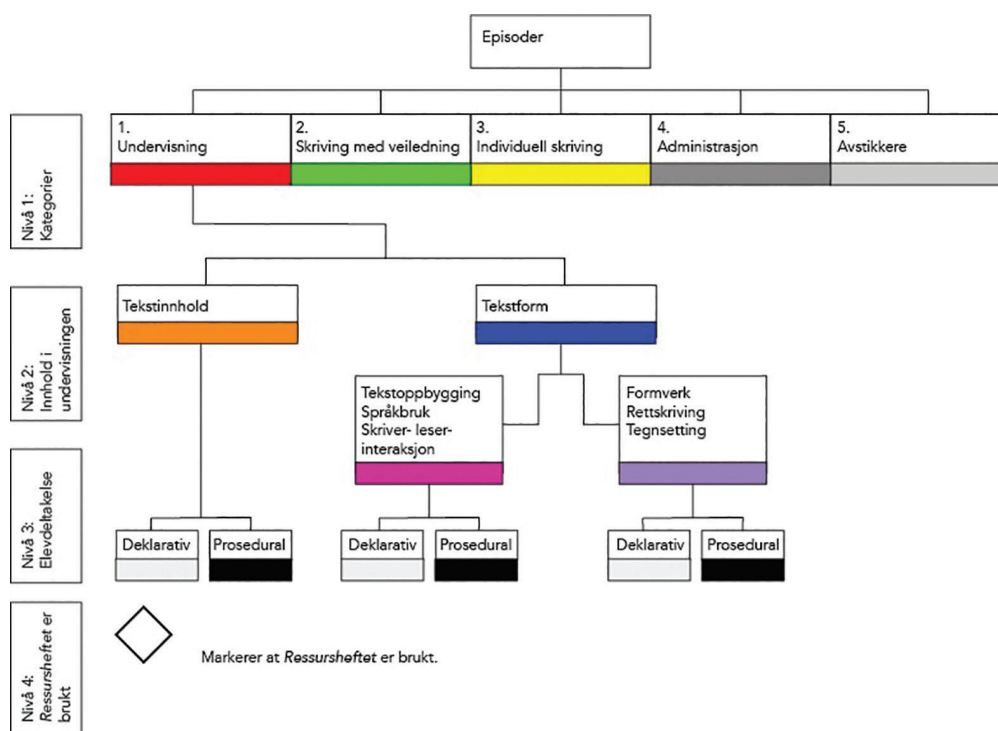 Episoder
Nivå 1:
Kategorier
1.
Undervisning
2.
Skriving med veiledning
3.
Individuell skriving
4.
Administrasjon
5.
Avstikkere
Nivå 2:
Innhold i
undervisningen
Tekstinnhold
Tekstform
Tekstoppbygging
Språkbruk
Skriver- leser-
interaksjon
Formverk
Rettskriving
Tegnsetting
Nivå 3:
Elevdeltakelse
Deklarativ
Prosedural
Deklarativ
Prosedural
Deklarativ
Prosedural
Nivå 4:
Ressursheftet er
brukt
Markerer at Ressursheftet er brukt.